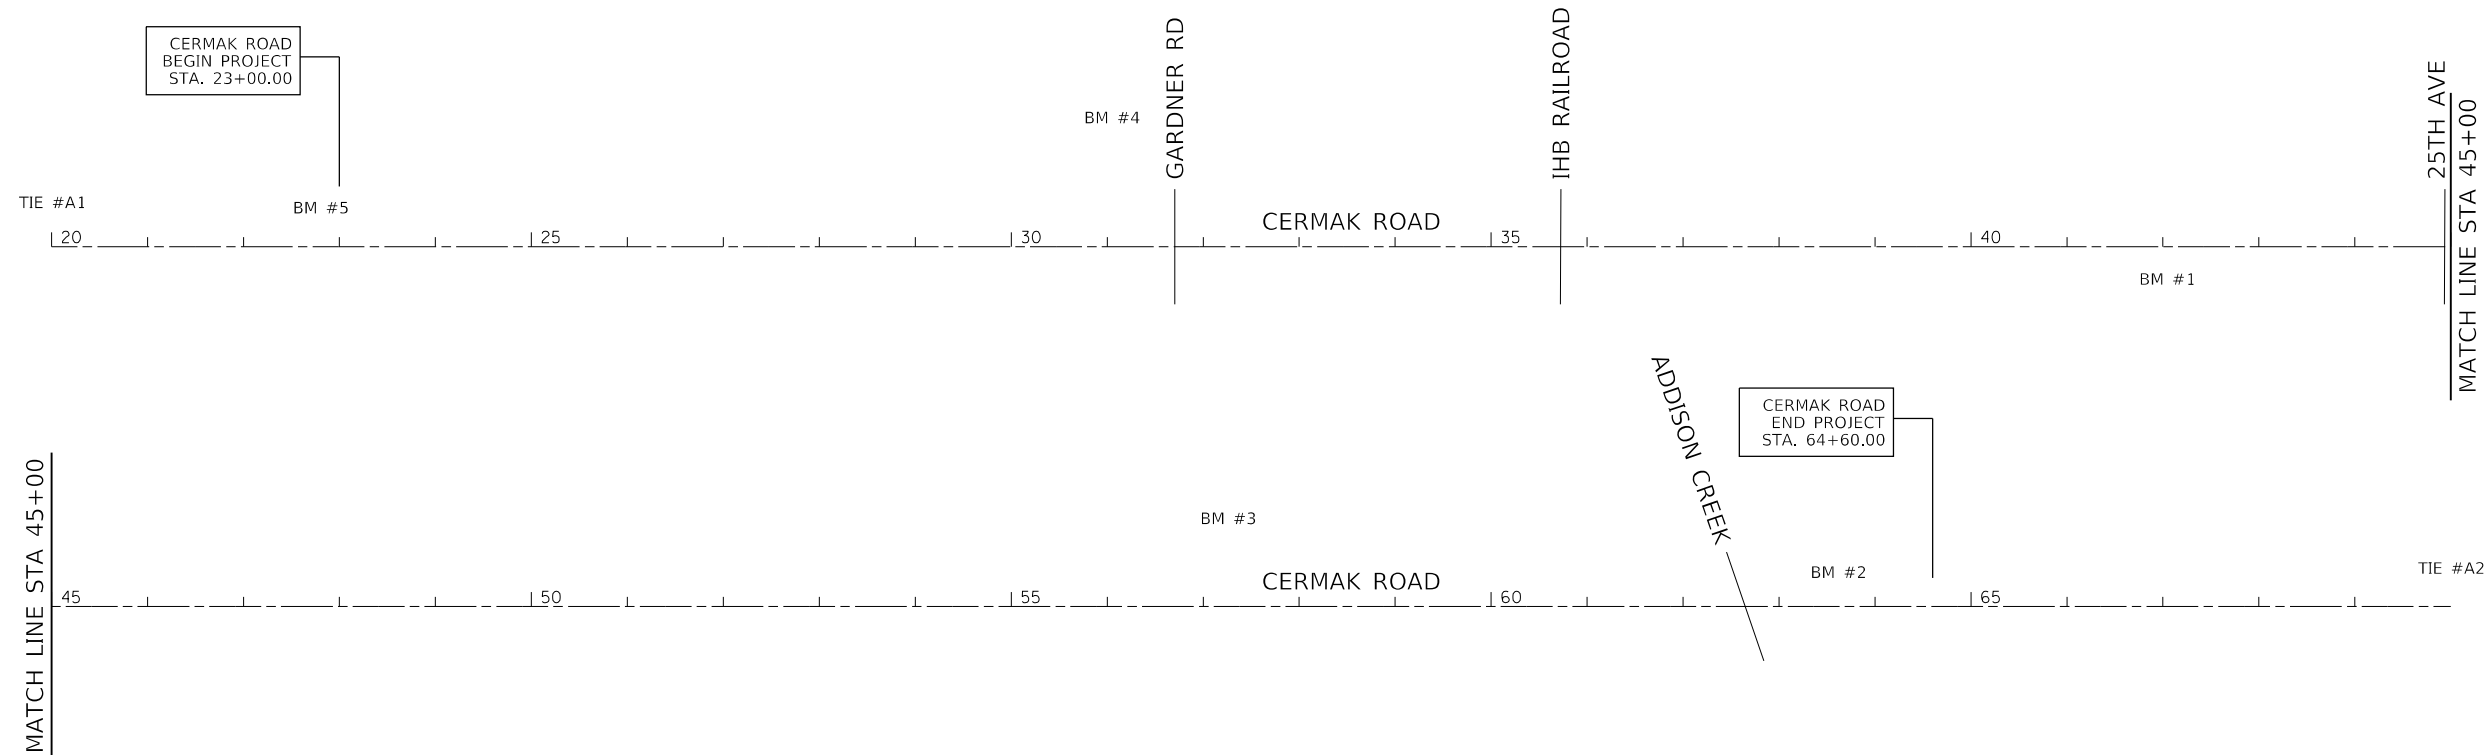 CERMAK ROAD
BEGIN PROJECT
STA. 23+00.00
BM #4
GARDNER RD
IHB RAILROAD
25TH AVE
MATCH LINE STA 45+00
TIE #A1
BM #5
CERMAK ROAD
20
25
30
35
40
BM #1
ADDISON CREEK
CERMAK ROAD
END PROJECT
STA. 64+60.00
MATCH LINE STA 45+00
BM #3
BM #2
TIE #A2
CERMAK ROAD
45
50
55
60
65